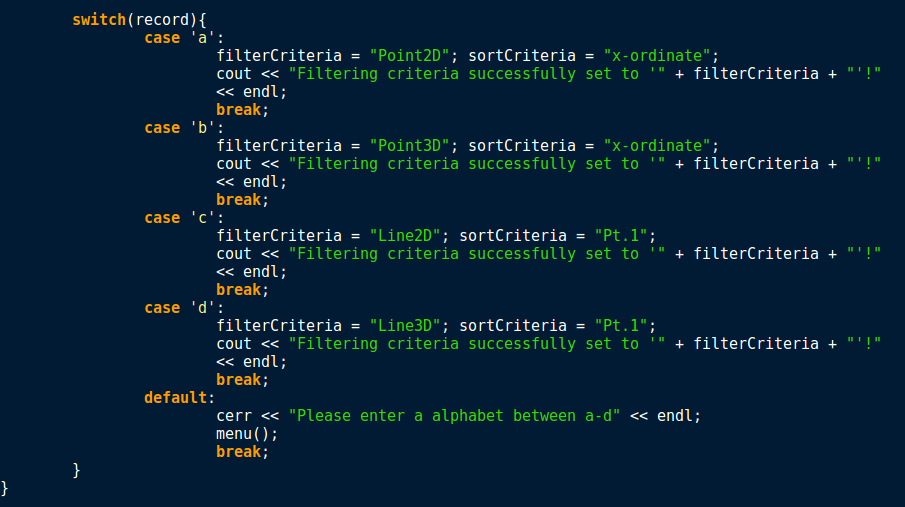 switch(record){
case 'a':
filterCriteria = "Point2D"; sortCriteria = "x-ordinate";
cout << "Filtering criteria successfully set to '" + filterCriteria + "'!"
<< endl;
break;
case 'b':
filterCriteria = "Point3D"; sortCriteria = "x-ordinate";
cout << "Filtering criteria successfully set to '" + filterCriteria + "'!"
<< endl;
break;
case 'c':
filterCriteria = "Line2D"; sortCriteria = "Pt.1";
cout << "Filtering criteria successfully set to '" + filterCriteria + "'!"
<< endl;
break;
case 'd':
filterCriteria = "Line3D"; sortCriteria = "Pt.1";
cout << "Filtering criteria successfully set to '" + filterCriteria + "'!"
<< endl;
break;
default:
cerr << "Please enter a alphabet between a-d" << endl;
menu();
break;
}
}